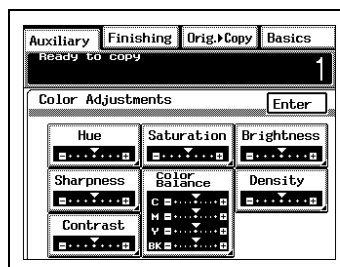 Auxiliary Finishing Orig.▸Copy Basics
Ready to copy
1
Color Adjustments Enter
Hue Saturation Brightness
Sharpness Color Balance Density
C
M
Y
Contrast
BK